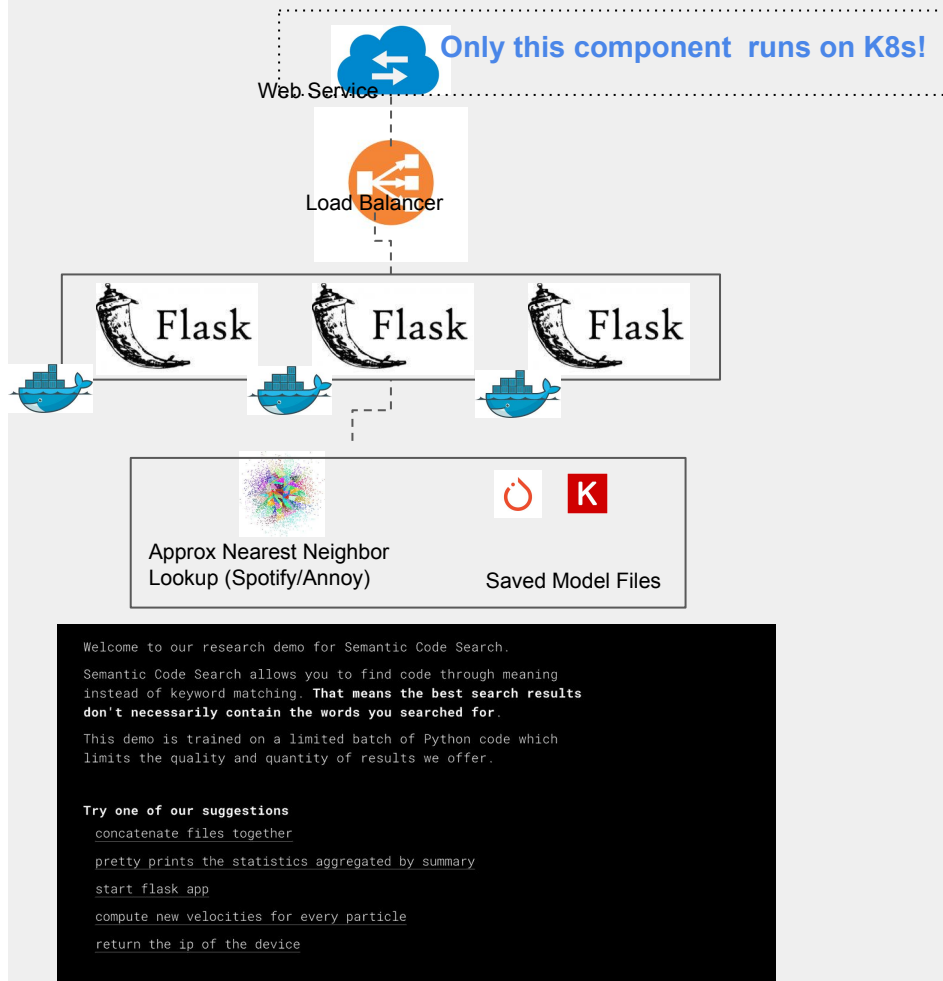 Only this component runs on K8s!
Web Service
Load Balancer
Flask
Flask
Flask
Approx Nearest Neighbor
Lookup (Spotify/Annoy)
K
Saved Model Files
Welcome to our research demo for Semantic Code Search.
Semantic Code Search allows you to find code through meaning
instead of keyword matching. That means the best search results
don't necessarily contain the words you searched for.
This demo is trained on a limited batch of Python code which
limits the quality and quantity of results we offer.
Try one of our suggestions
concatenate files together
pretty prints the statistics aggregated by summary
start flask app
compute new velocities for every particle
return the ip of the device